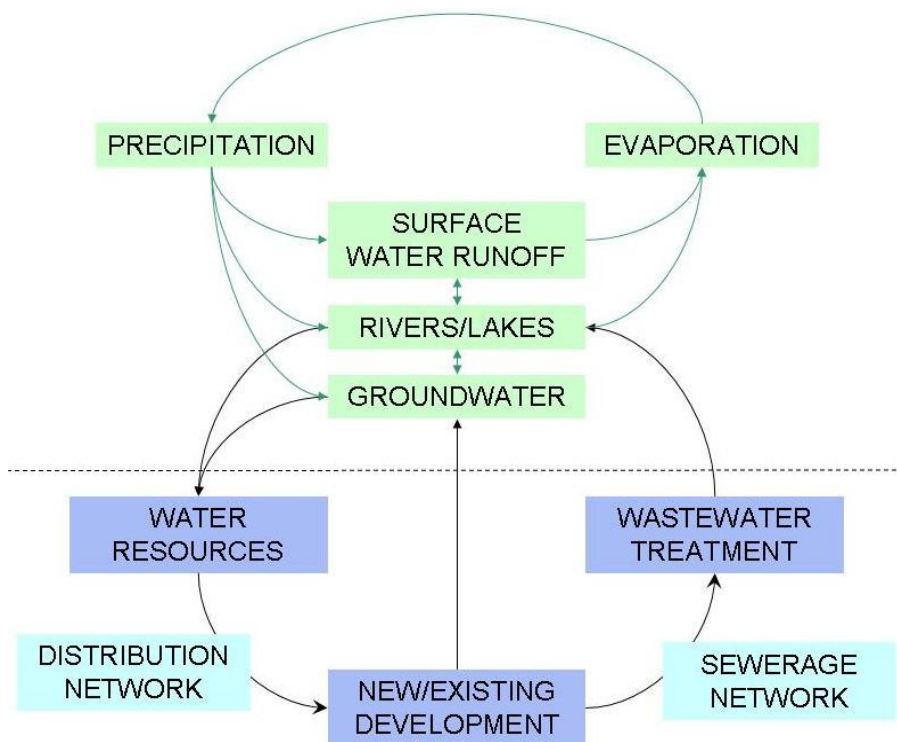 PRECIPITATION
EVAPORATION
SURFACE
WATER RUNOFF
RIVERS/LAKES
GROUNDWATER
WATER
RESOURCES
WASTEWATER
TREATMENT
DISTRIBUTION
NETWORK
NEW/EXISTING
DEVELOPMENT
SEWERAGE
NETWORK